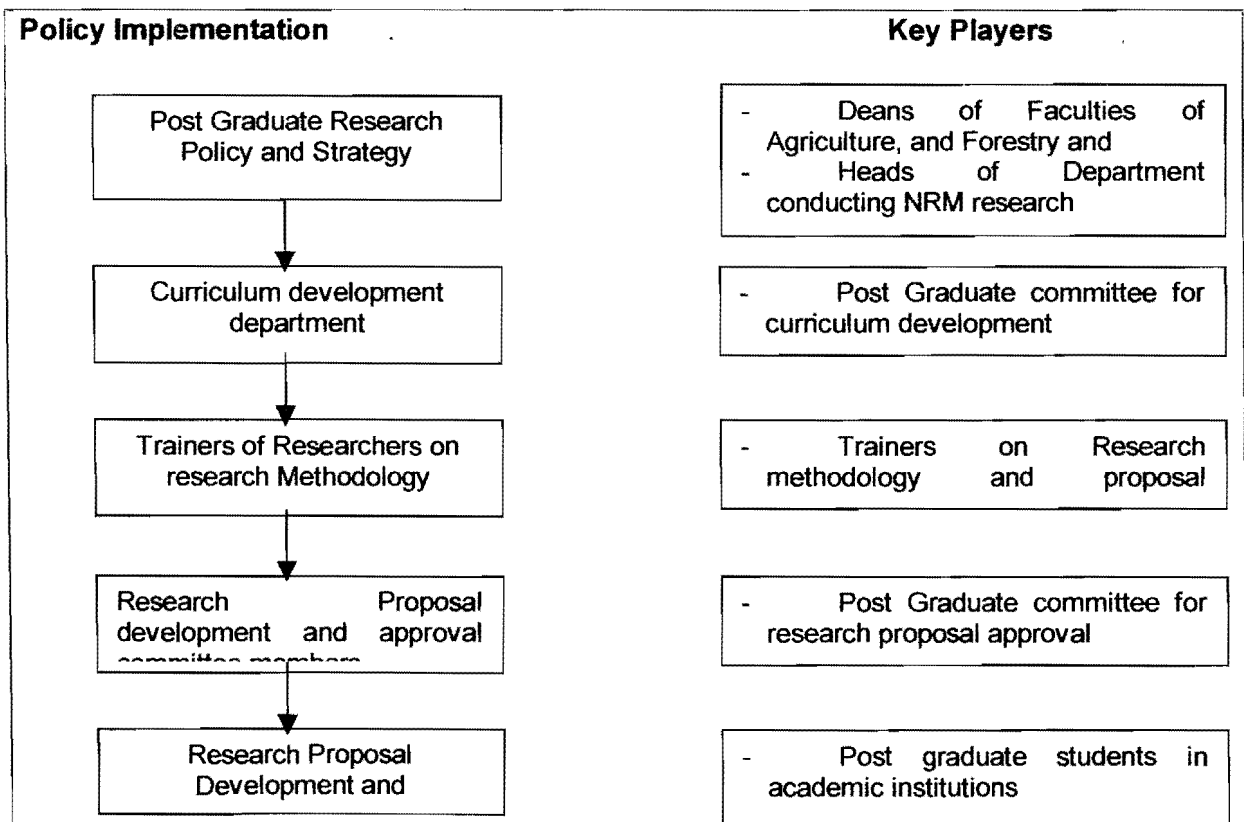 Policy Implementation
Key Players
Post Graduate Research
Policy and Strategy
- Deans of Faculties of
Agriculture, and Forestry and
- Heads of Department
conducting NRM research
Curriculum development
department
- Post Graduate committee for
curriculum development
Trainers of Researchers on
research Methodology
- Trainers on Research
methodology and proposal
Research Proposal
development and approval
committee members
- Post Graduate committee for
research proposal approval
Research Proposal
Development and
- Post graduate students in
academic institutions